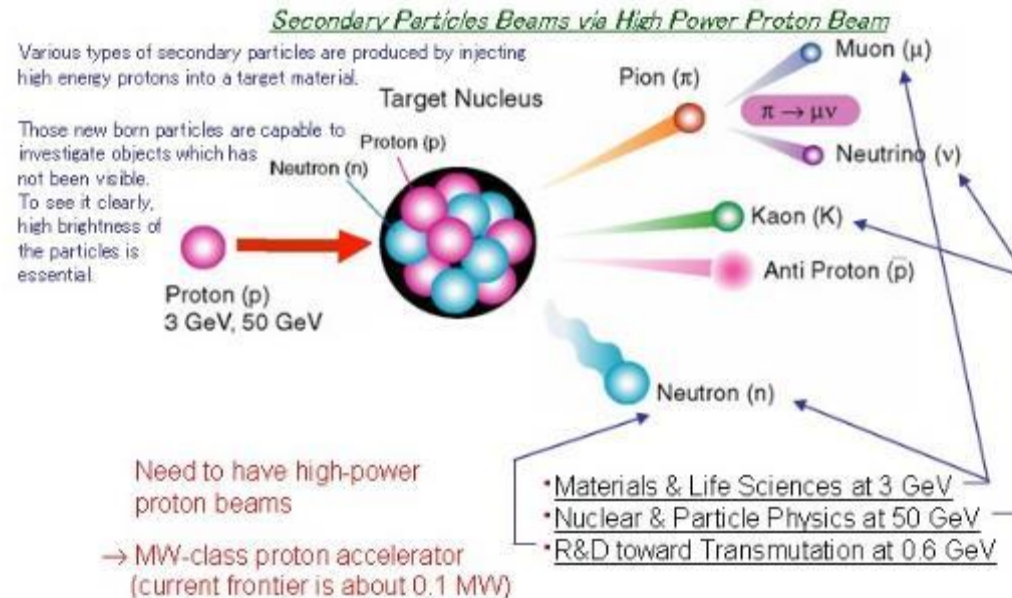 Secondary Particles Beams via High Power Proton Beam
Various types of secondary particles are produced by injecting
high energy protons into a target material.
Those new born particles are capable to
investigate objects which has
not been visible.
To see it clearly,
high brightness of
the particles is
essential.
Target Nucleus
Proton (p)
Neutron (n)
Proton (p)
3 GeV, 50 GeV
Pion (π)
Muon (μ)
π → μν
Neutrino (ν)
Kaon (K)
Anti Proton (p̅)
Neutron (n)
Need to have high-power
proton beams
→ MW-class proton accelerator
(current frontier is about 0.1 MW)
•Materials & Life Sciences at 3 GeV
•Nuclear & Particle Physics at 50 GeV
•R&D toward Transmutation at 0.6 GeV